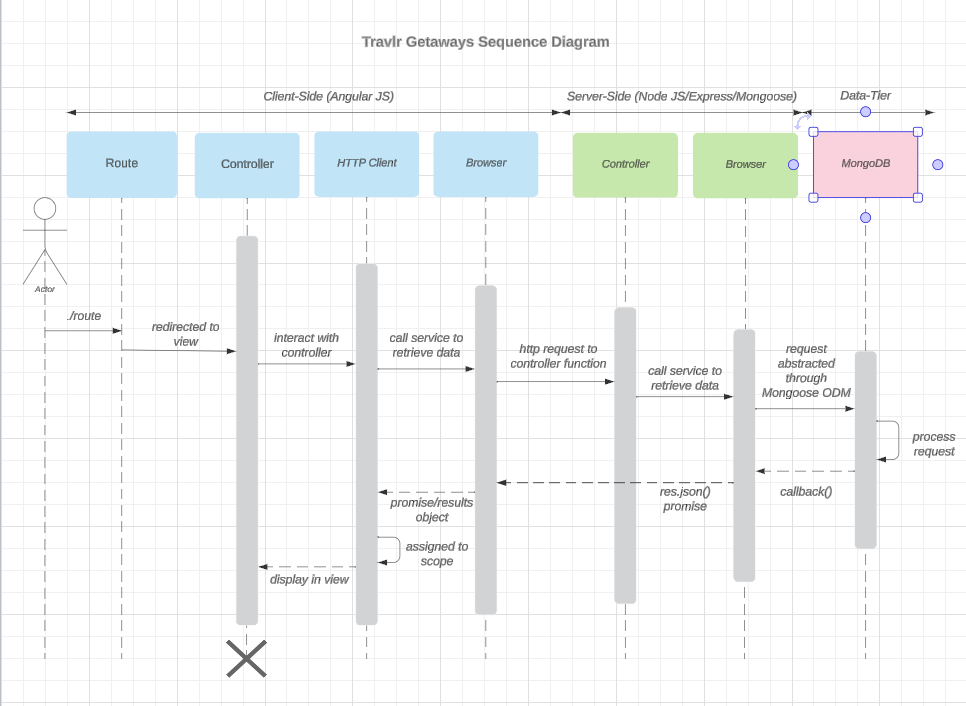 Travlr Getaways Sequence Diagram
Client-Side (Angular JS)
Server-Side (Node JS/Express/Mongoose)
Data-Tier
Route
Controller
HTTP Client
Browser
Controller
Browser
MongoDB
Actor
./route
redirected to
view
interact with
controller
call service to
retrieve data
http request to
controller function
call service to
retrieve data
request
abstracted
through
Mongoose ODM
process
request
callback()
res.json()
promise
promise/results
object
assigned to
scope
display in view